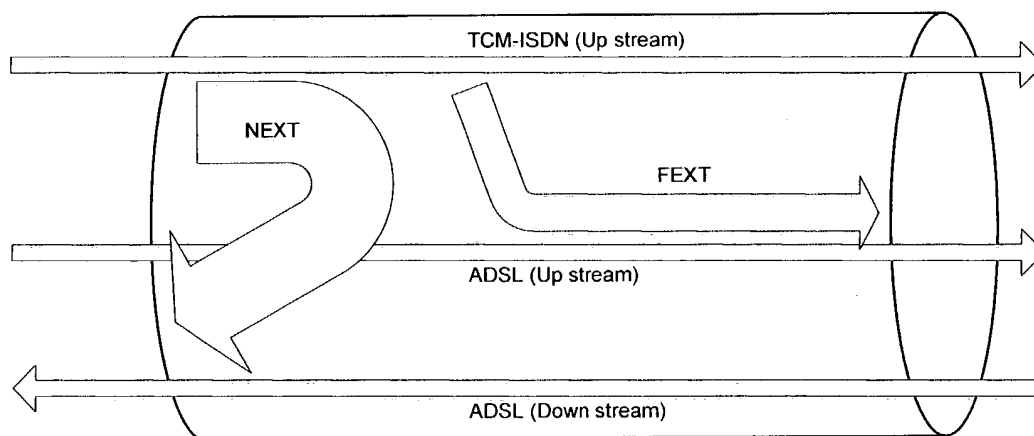 TCM-ISDN (Up stream)
NEXT
FEXT
ADSL (Up stream)
ADSL (Down stream)